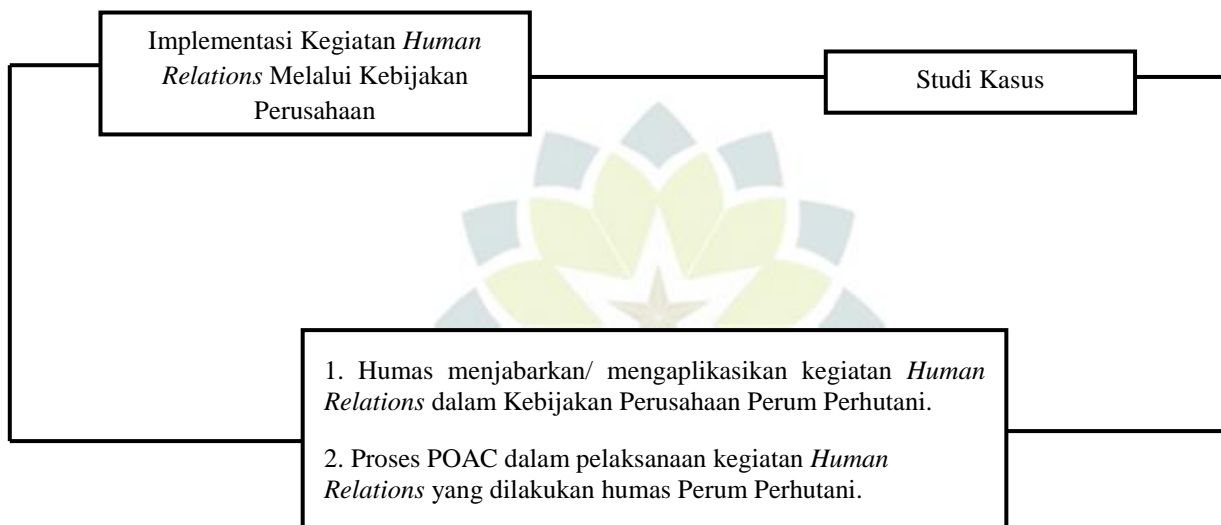 Implementasi Kegiatan Human
Relations Melalui Kebijakan
Perusahaan
Studi Kasus
1. Humas menjabarkan/ mengaplikasikan kegiatan Human
Relations dalam Kebijakan Perusahaan Perum Perhutani.
2. Proses POAC dalam pelaksanaan kegiatan Human
Relations yang dilakukan humas Perum Perhutani.